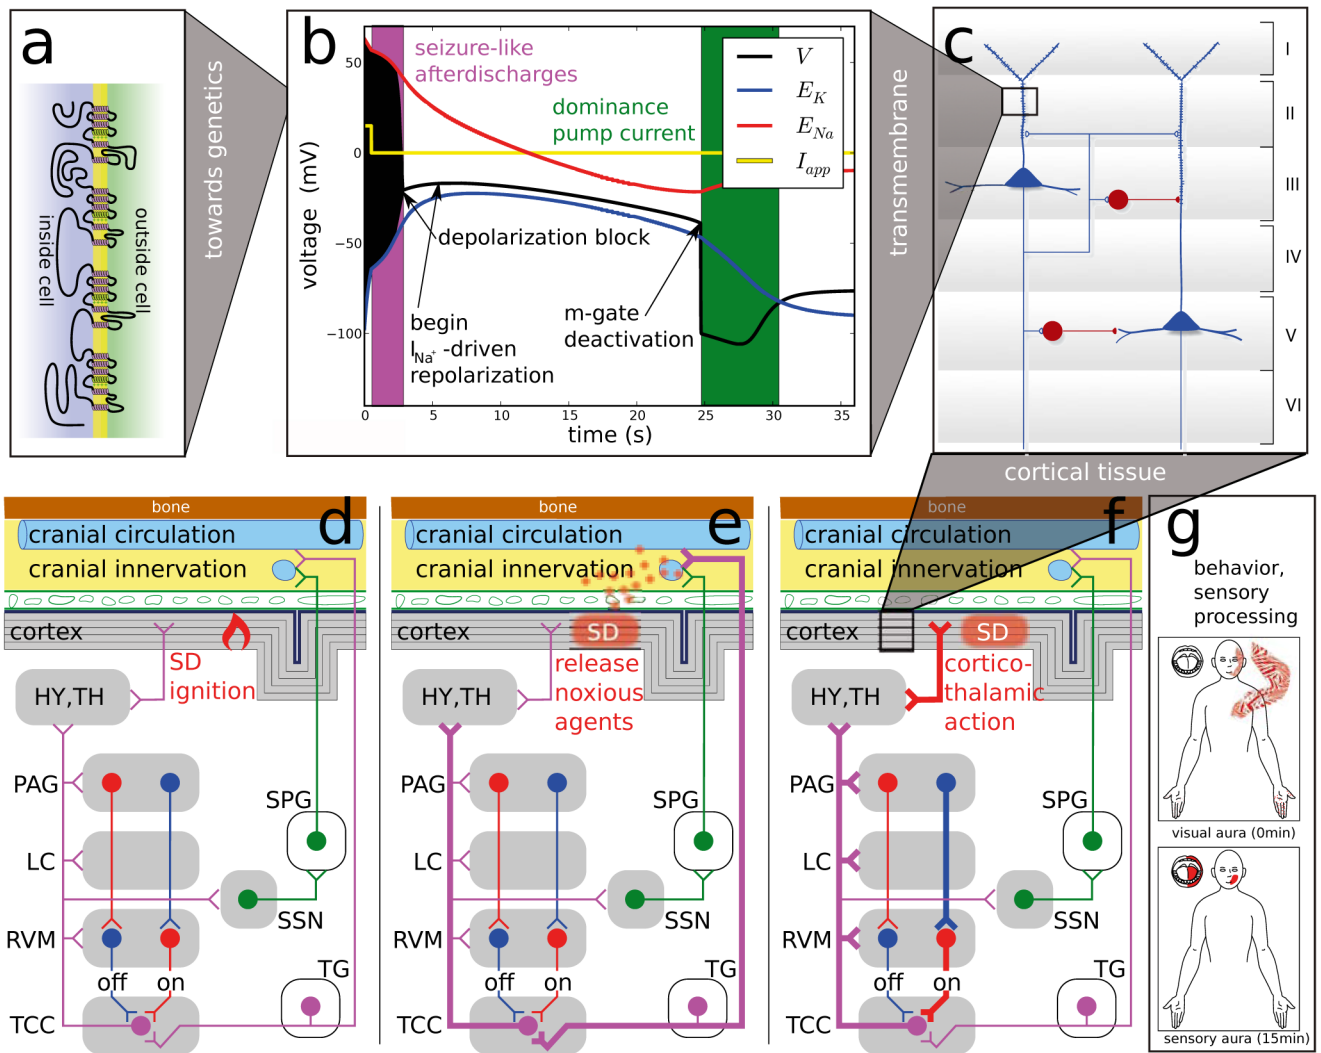 a
inside cell
outside cell
towards genetics
b
seizure-like
afterdischarges
dominance
pump current
V
E_K
E_Na
I_app
voltage (mV)
50
0
−50
−100
depolarization block
begin
I_Na+ -driven
repolarization
m-gate
deactivation
0
5
10
15
20
25
30
35
time (s)
transmembrane
c
I
II
III
IV
V
VI
cortical tissue
d
bone
cranial circulation
cranial innervation
cortex
SD
ignition
HY,TH
PAG
SPG
LC
SSN
RVM
off
on
TG
TCC
e
bone
cranial circulation
cranial innervation
cortex
SD
release
noxious
agents
HY,TH
PAG
SPG
LC
SSN
RVM
off
on
TG
TCC
f
bone
cranial circulation
cranial innervation
cortex
SD
cortico-
thalamic
action
HY,TH
PAG
SPG
LC
SSN
RVM
off
on
TG
TCC
g
behavior,
sensory
processing
visual aura (0min)
sensory aura (15min)